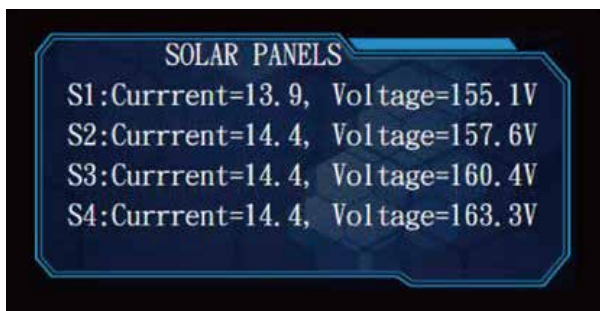 SOLAR PANELS
S1:Currrent=13.9, Voltage=155.1V
S2:Currrent=14.4, Voltage=157.6V
S3:Currrent=14.4, Voltage=160.4V
S4:Currrent=14.4, Voltage=163.3V